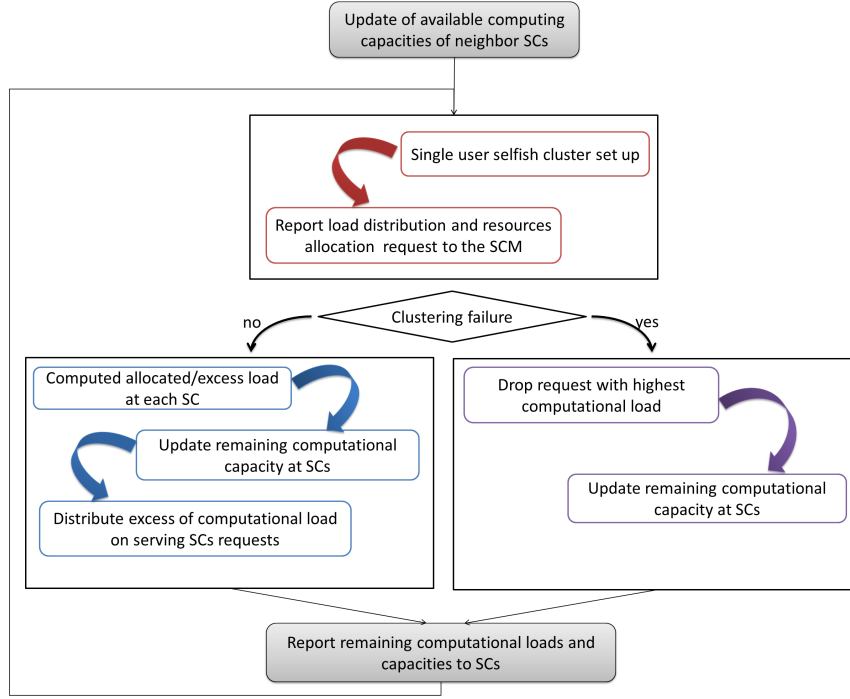 Update of available computing
capacities of neighbor SCs
Single user selfish cluster set up
Report load distribution and resources
allocation request to the SCM
Clustering failure
no
yes
Computed allocated/excess load
at each SC
Update remaining computational
capacity at SCs
Distribute excess of computational load
on serving SCs requests
Drop request with highest
computational load
Update remaining computational
capacity at SCs
Report remaining computational loads and
capacities to SCs